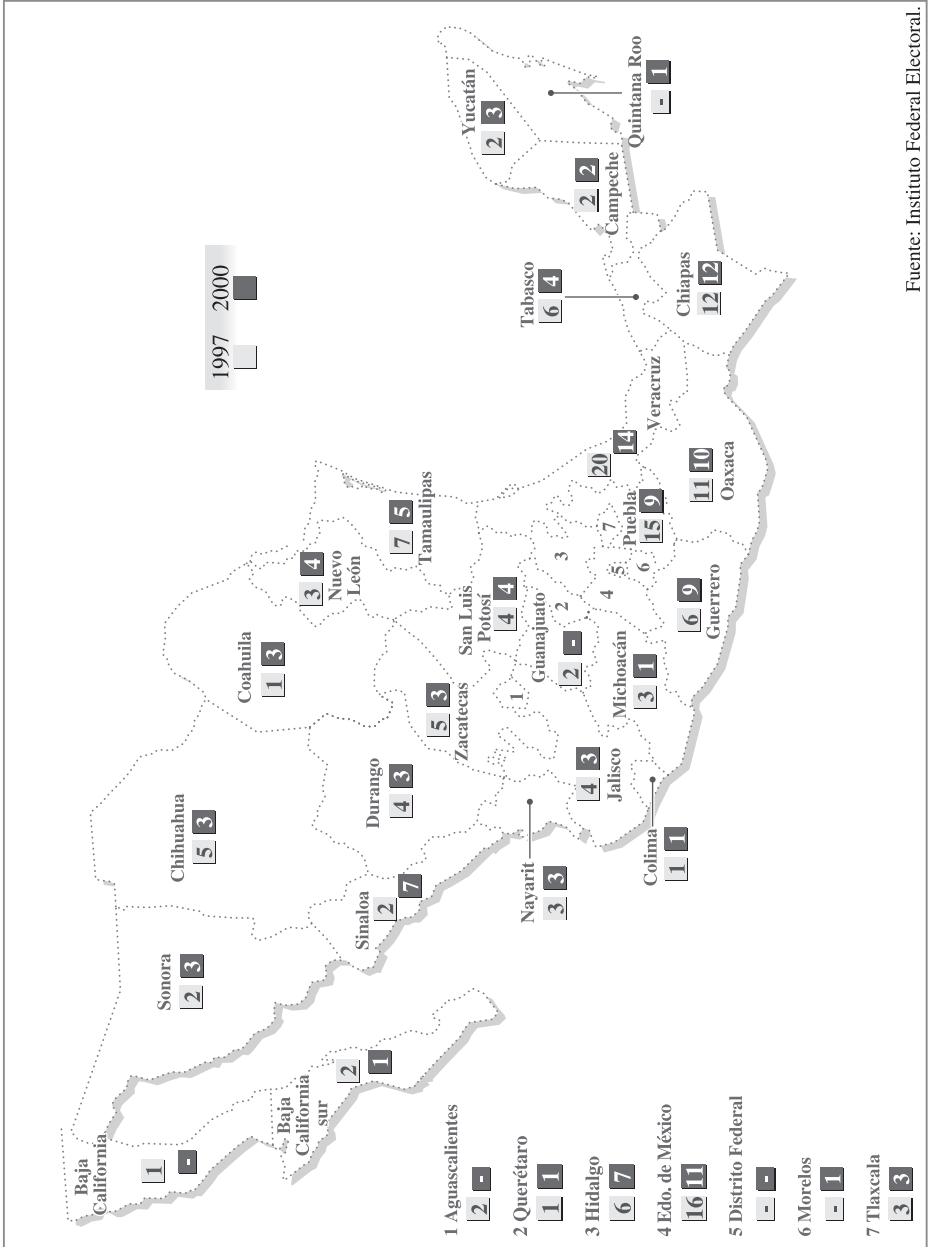 1997 2000
Baja
California
1 -
Sonora
2 3
Chihuahua
5 3
Coahuila
1 3
Nuevo
León
3 4
Tamaulipas
7 5
Baja
California
sur
2 1
Sinaloa
2 7
Durango
4 3
Zacatecas
5 3
San Luis
Potosí
4 4
Nayarit
3 3
Jalisco
4 3
Colima
1 1
Guanajuato
2 -
Michoacán
3 1
1
2
3
4
5
6
7
Guerrero
6 9
Puebla
15 9
Veracruz
20 14
Oaxaca
11 10
Tabasco
6 4
Chiapas
12 12
Campeche
2 2
Yucatán
2 3
Quintana Roo
- 1
1 Aguascalientes
2 -
2 Querétaro
1 1
3 Hidalgo
6 7
4 Edo. de México
16 11
5 Distrito Federal
- -
6 Morelos
- 1
7 Tlaxcala
3 3
Fuente: Instituto Federal Electoral.